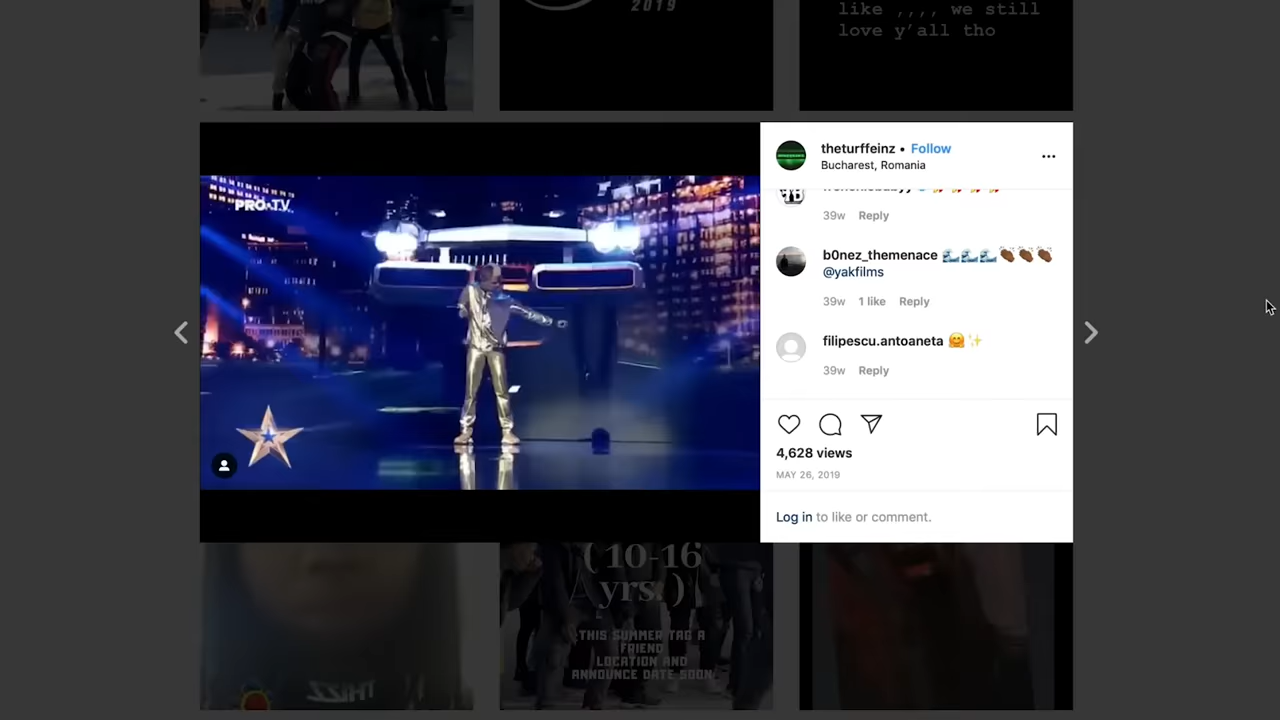 2019
like ,,,, we still
love y'all tho
PRO TV
theturffeinz • Follow
Bucharest, Romania
39w Reply
b0nez_themenace 🌊🌊🌊👏🏾👏🏾👏🏾
@yakfilms
39w 1 like Reply
filipescu.antoaneta 🤗✨
39w Reply
4,628 views
MAY 26, 2019
Log in to like or comment.
( 10-16
yrs. )
THIS SUMMER TAG A
FRIEND
LOCATION AND
ANNOUNCE DATE SOON